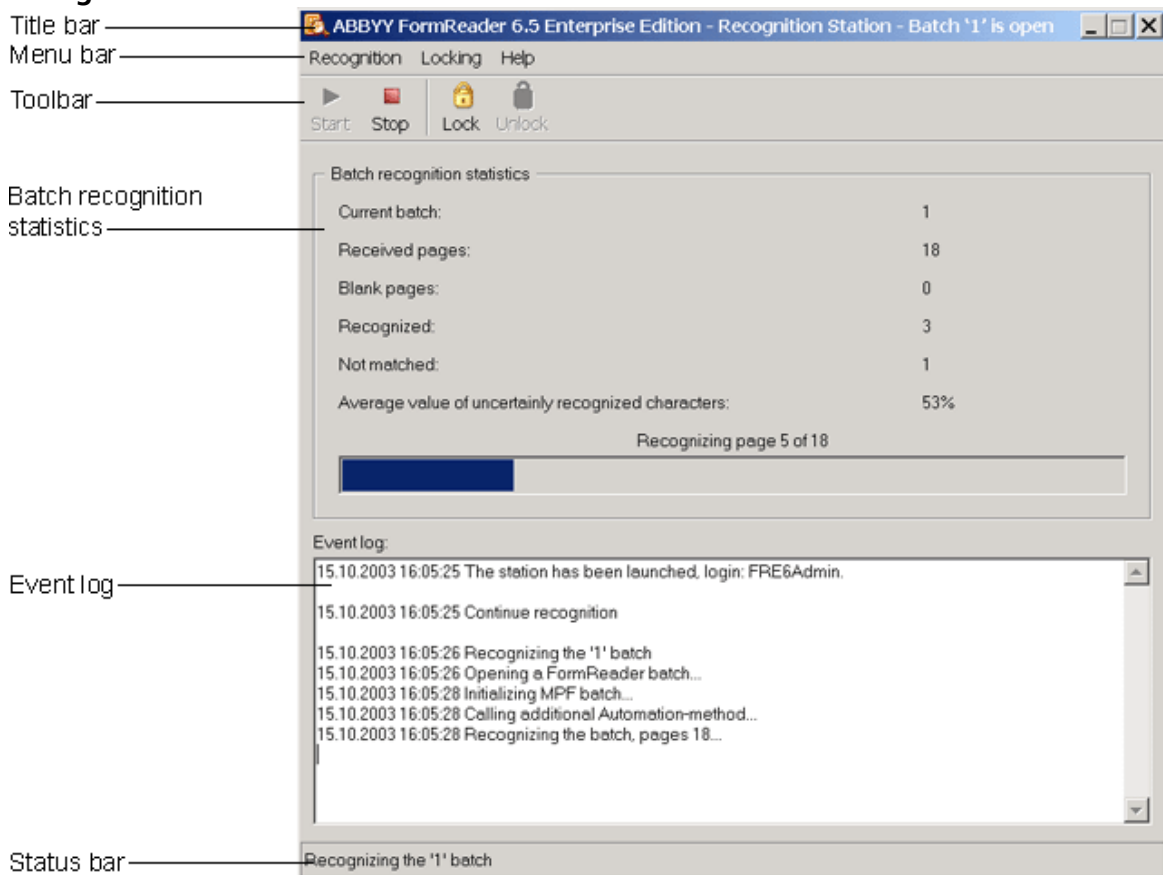 Title bar
ABBYY FormReader 6.5 Enterprise Edition - Recognition Station - Batch '1' is open
Menu bar
Recognition Locking Help
Toolbar
Start Stop Lock Unlock
Batch recognition statistics
Batch recognition
statistics
Current batch: 1
Received pages: 18
Blank pages: 0
Recognized: 3
Not matched: 1
Average value of uncertainly recognized characters: 53%
Recognizing page 5 of 18
Event log:
Event log
15.10.2003 16:05:25 The station has been launched, login: FRE6Admin.
15.10.2003 16:05:25 Continue recognition
15.10.2003 16:05:26 Recognizing the '1' batch
15.10.2003 16:05:26 Opening a FormReader batch...
15.10.2003 16:05:28 Initializing MPF batch...
15.10.2003 16:05:28 Calling additional Automation-method...
15.10.2003 16:05:28 Recognizing the batch, pages 18...
Status bar
Recognizing the '1' batch